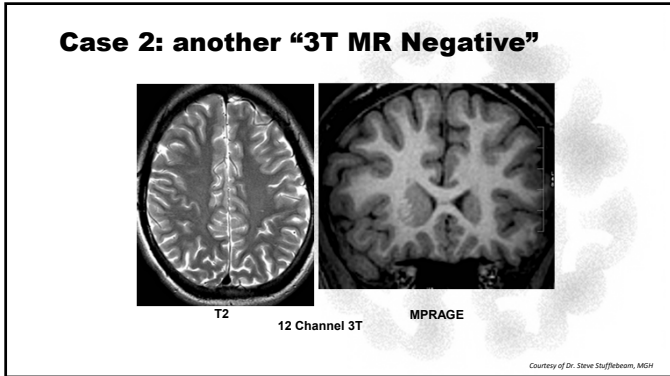 Case 2: another “3T MR Negative”
T2
MPRAGE
12 Channel 3T
Courtesy of Dr. Steve Stufflebeam, MGH